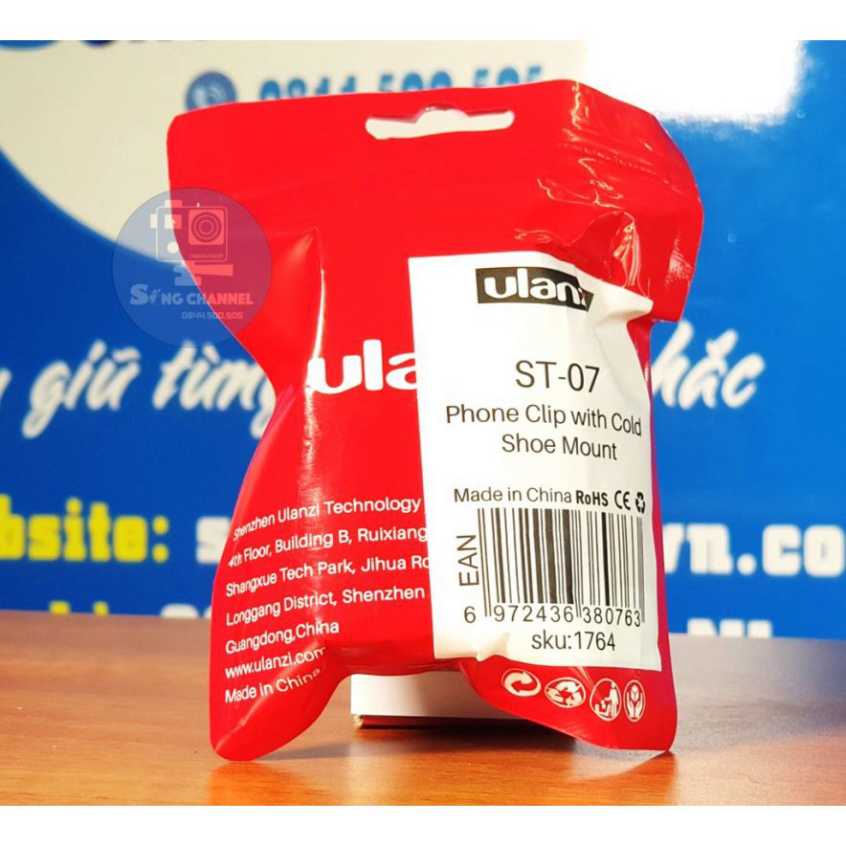 SỐNG CHANNEL
0844.500.505
giữ từng
ula
ulanzi
ST-07
Phone Clip with Cold
Shoe Mount
Made in China RoHS CE
EAN
6 972436 380763
sku:1764
Shenzhen Ulanzi Technology
4th Floor, Building B, Ruixiang
Shangxue Tech Park, Jihua
Longgang District, Shenzhen
Guangdong,China
www.ulanzi.com
Made in China
bsite:
vn.co